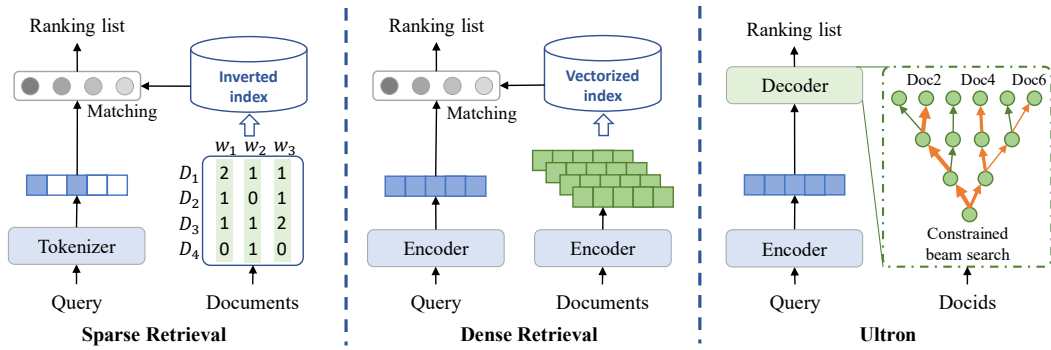 Ranking list
Matching
Inverted
index
w1 w2 w3
D1 2 1 1
D2 1 0 1
D3 1 1 2
D4 0 1 0
Tokenizer
Query
Documents
Sparse Retrieval
Ranking list
Matching
Vectorized
index
Encoder
Encoder
Query
Documents
Dense Retrieval
Ranking list
Decoder
Doc2 Doc4 Doc6
Constrained
beam search
Encoder
Query
Docids
Ultron